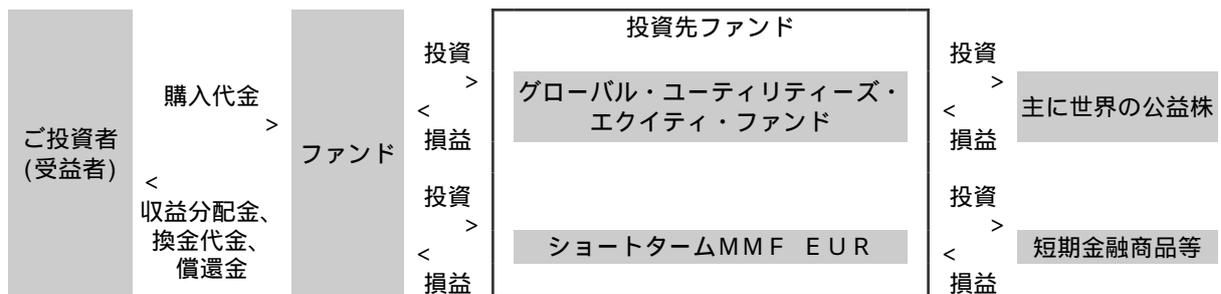 投資先ファンド
ご投資者
(受益者)
購入代金
>
<
収益分配金、
換金代金、
償還金
ファンド
投資
>
<
損益
グローバル・ユーティリティーズ・
エクイティ・ファンド
投資
>
<
損益
主に世界の公益株
投資
>
<
損益
ショートタームＭＭＦ　ＥＵＲ
投資
>
<
損益
短期金融商品等